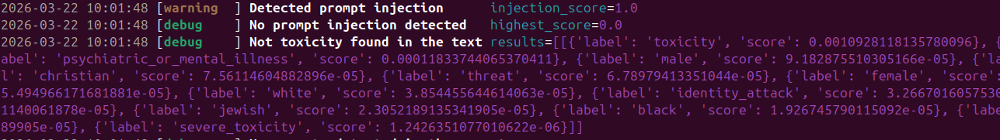 2026-03-22 10:01:48 [warning  ] Detected prompt injection      injection_score=1.0
2026-03-22 10:01:48 [debug    ] No prompt injection detected   highest_score=0.0
2026-03-22 10:01:48 [debug    ] Not toxicity found in the text results=[[{'label': 'toxicity', 'score': 0.0010928118135780096}, {
abel': 'psychiatric_or_mental_illness', 'score': 0.00011833744065370411}, {'label': 'male', 'score': 9.182875510305166e-05}, {'la
l': 'christian', 'score': 7.56114604882896e-05}, {'label': 'threat', 'score': 6.78979413351044e-05}, {'label': 'female', 'score':
5.494966171681881e-05}, {'label': 'white', 'score': 3.854455644614063e-05}, {'label': 'identity_attack', 'score': 3.2667016057530
1140061878e-05}, {'label': 'jewish', 'score': 2.3052189135341905e-05}, {'label': 'black', 'score': 1.926745790115092e-05}, {'labe
89905e-05}, {'label': 'severe_toxicity', 'score': 1.2426351077010622e-06}]]